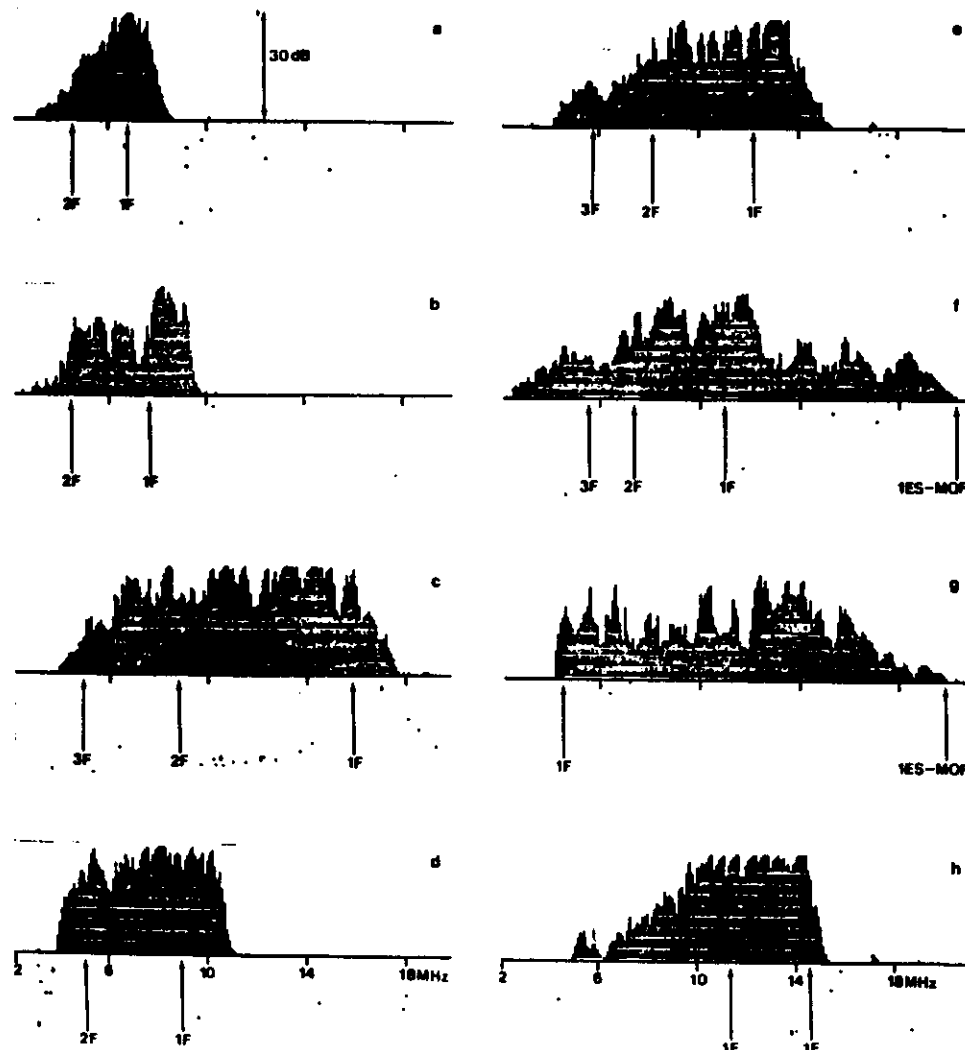 a
30 dB
2F 1F
e
3F 2F 1F
b
2F 1F
f
3F 2F 1F 1ES-MOF
c
3F 2F 1F
g
1F 1ES-MOF
d
2 6 10 14 18MHz
2F 1F
h
2 6 10 14 18MHz
1F 1F